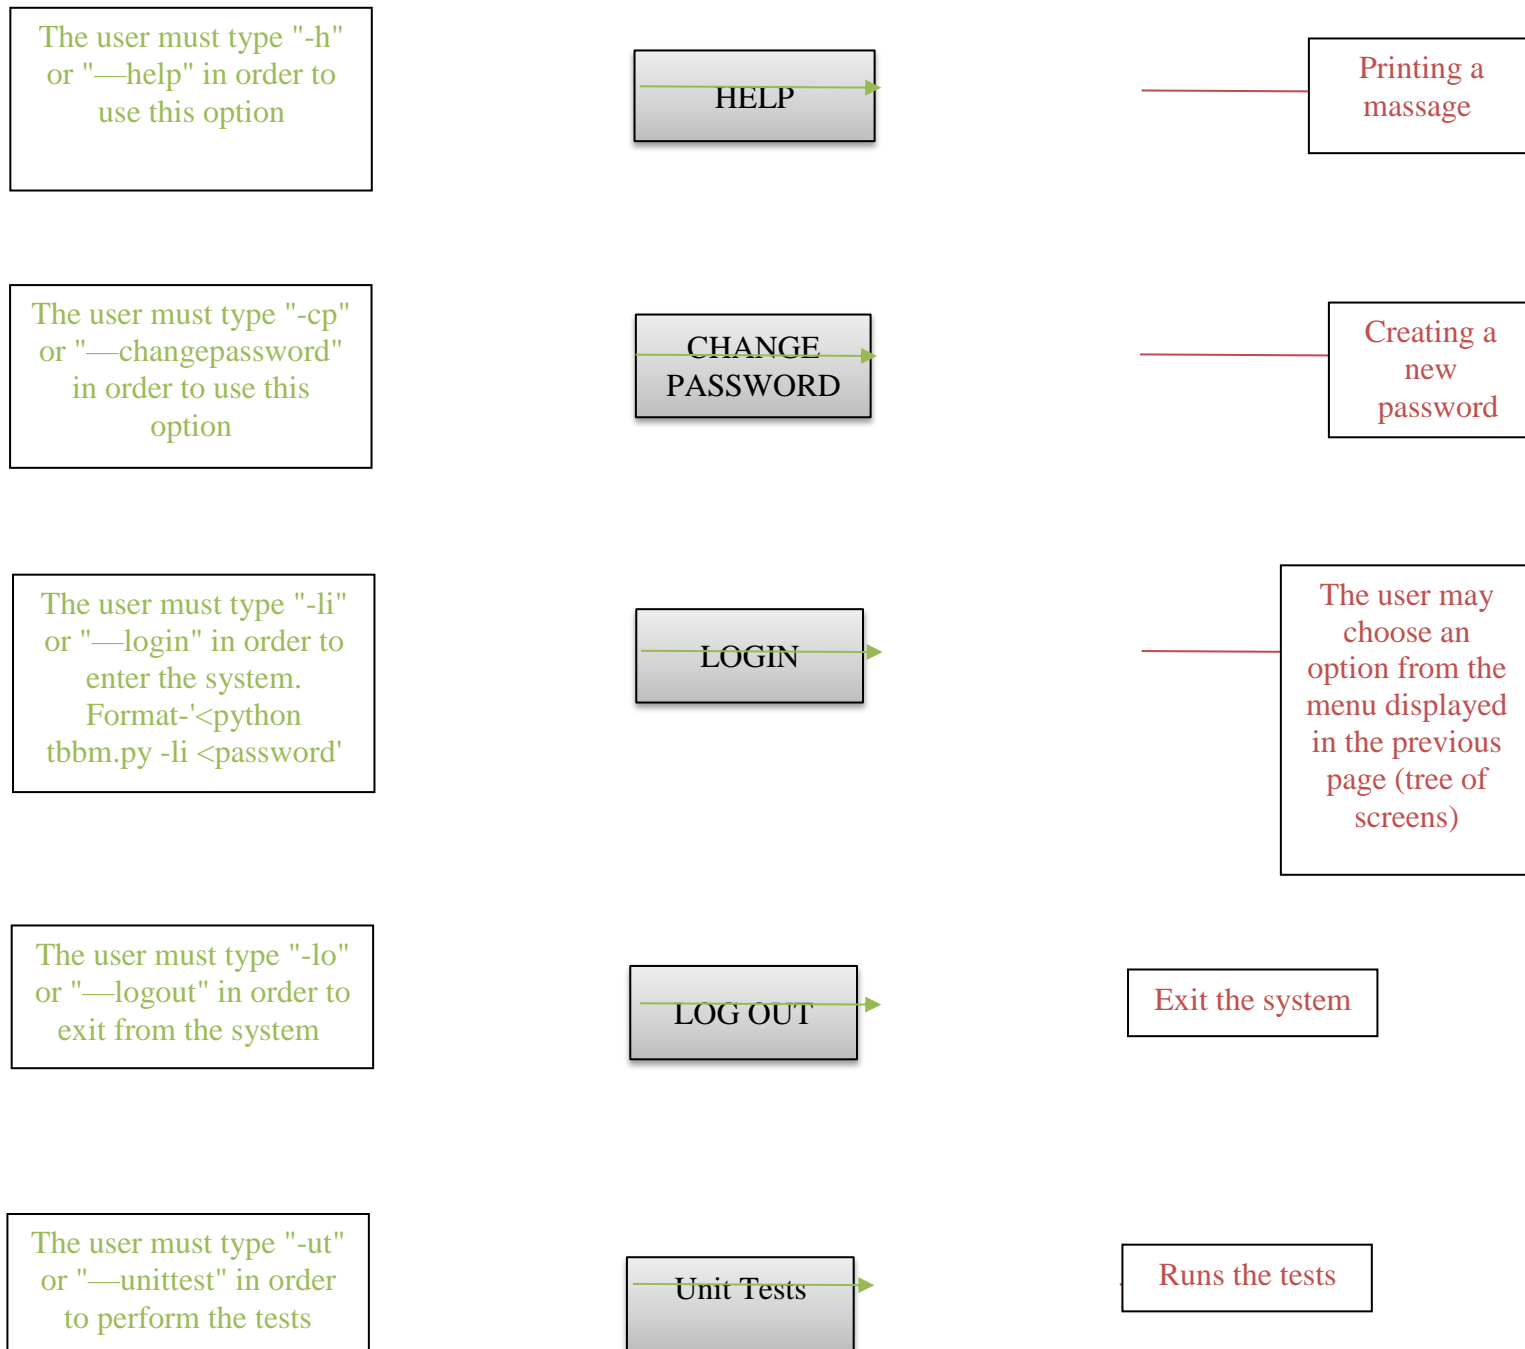 The user must type "-h"
or "—help" in order to
use this option
HELP
Printing a
massage
The user must type "-cp"
or "—changepassword"
in order to use this
option
CHANGE
PASSWORD
Creating a
new
password
The user must type "-li"
or "—login" in order to
enter the system.
Format-'<python
tbbm.py -li <password'
LOGIN
The user may
choose an
option from the
menu displayed
in the previous
page (tree of
screens)
The user must type "-lo"
or "—logout" in order to
exit from the system
LOG OUT
Exit the system
The user must type "-ut"
or "—unittest" in order
to perform the tests
Unit Tests
Runs the tests